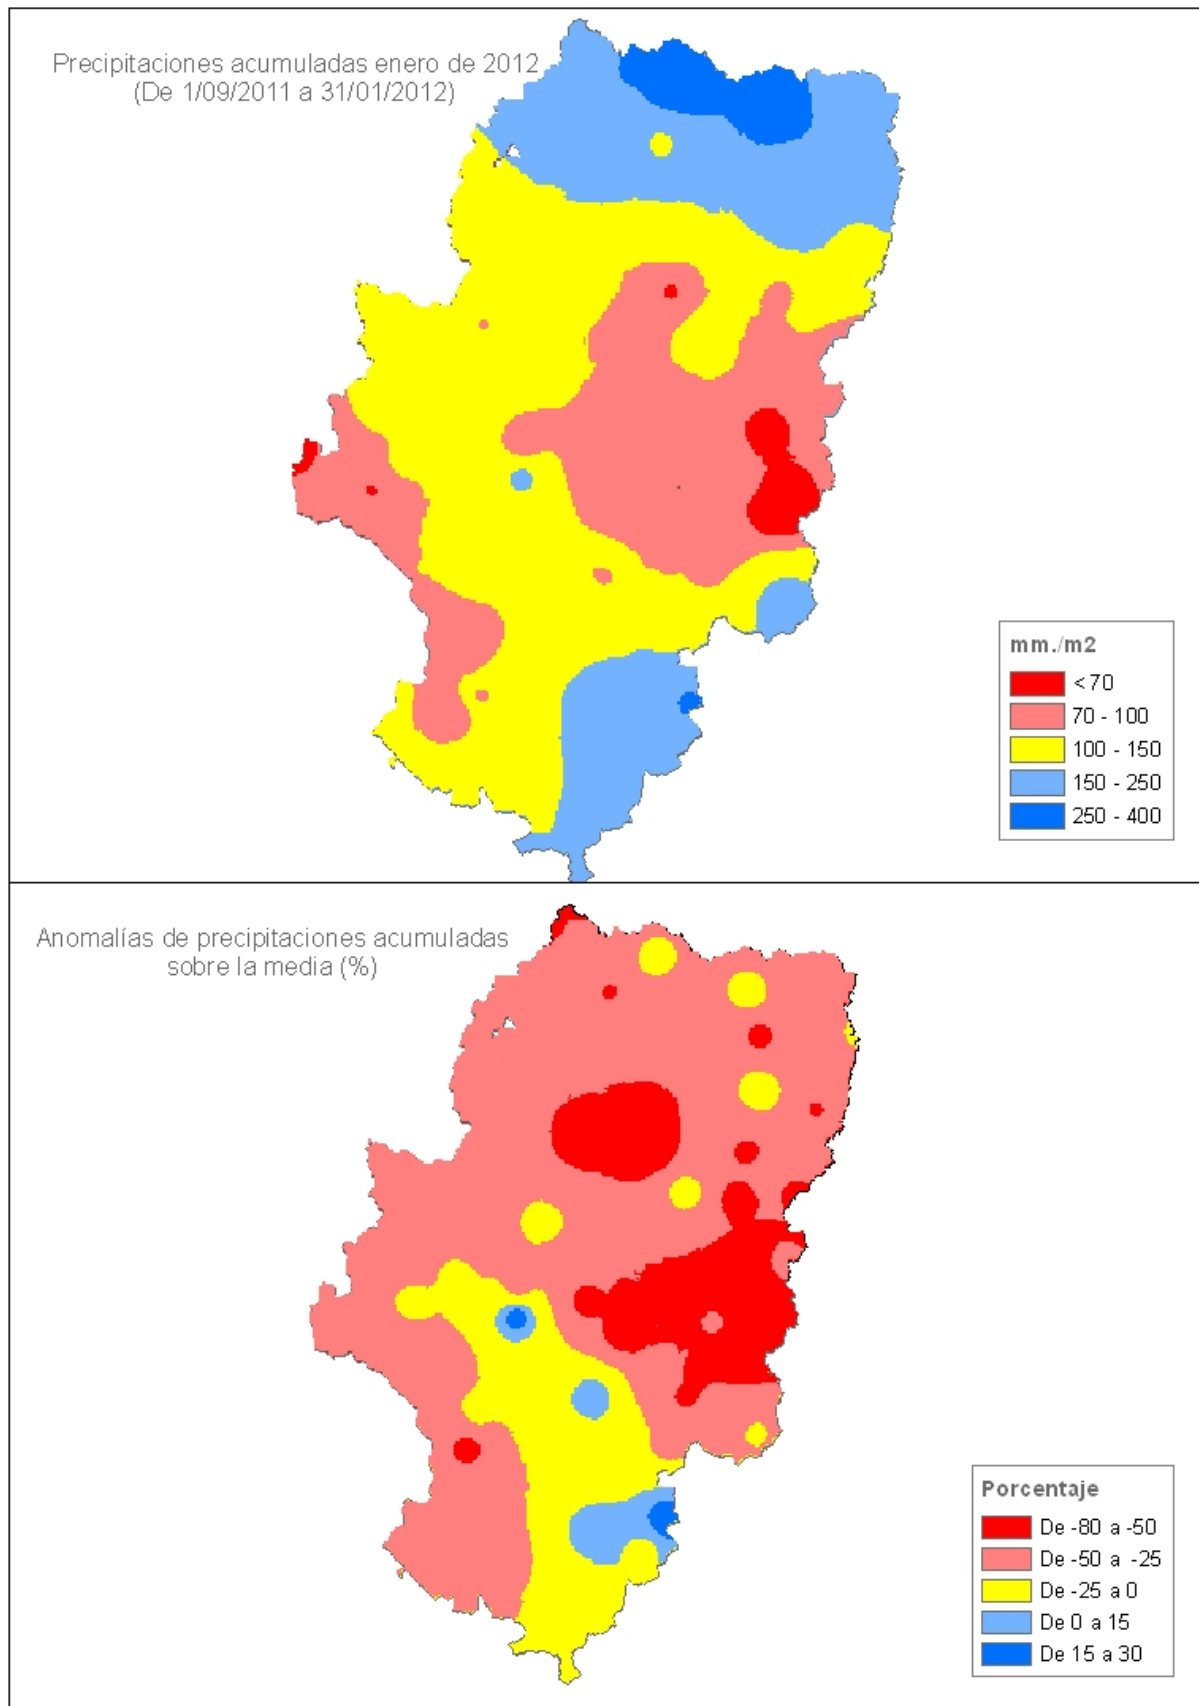 Precipitaciones acumuladas enero de 2012
(De 1/09/2011 a 31/01/2012)
mm./m2
< 70
70 - 100
100 - 150
150 - 250
250 - 400
Anomalías de precipitaciones acumuladas
sobre la media (%)
Porcentaje
De -80 a -50
De -50 a -25
De -25 a 0
De 0 a 15
De 15 a 30